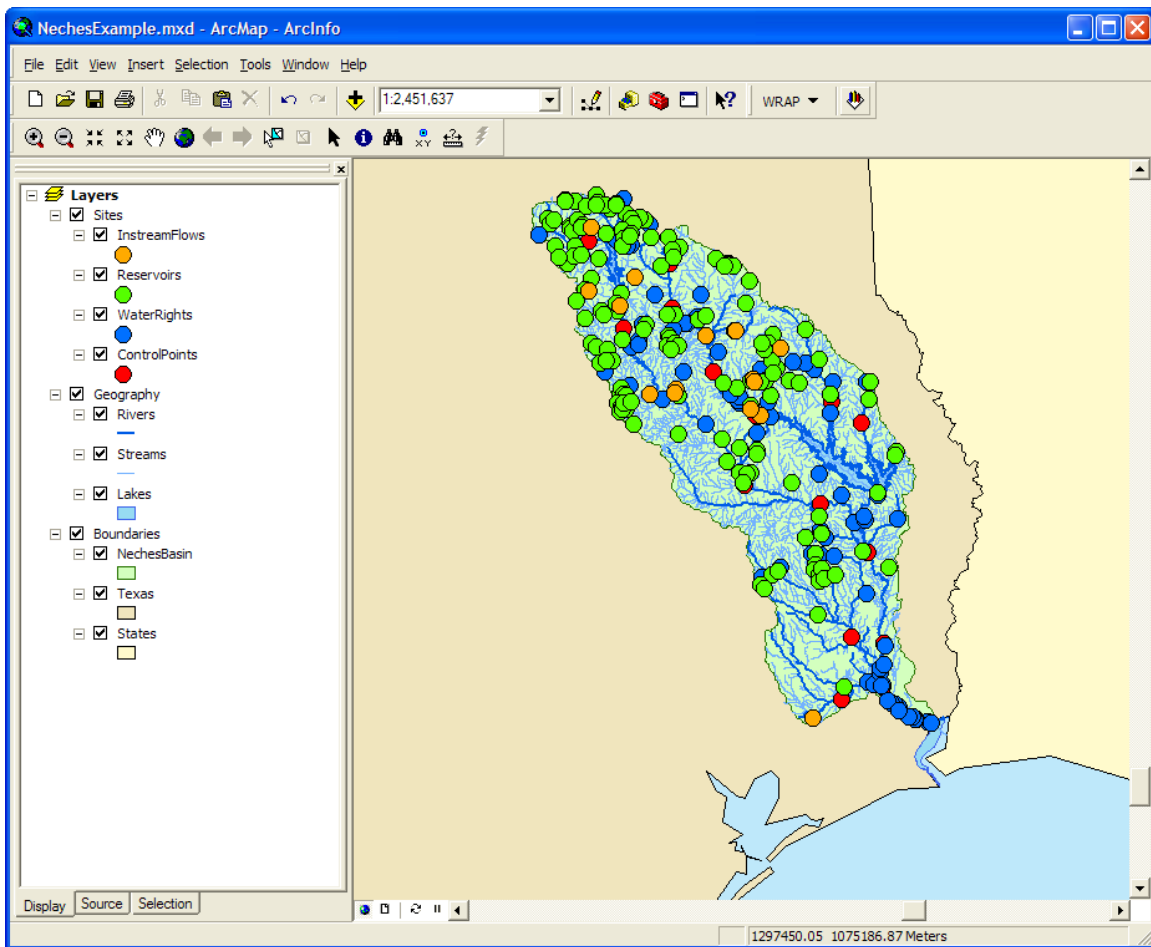 NechesExample.mxd - ArcMap - ArcInfo
File Edit View Insert Selection Tools Window Help
1:2,451,637
WRAP
XY
Layers
Sites
InstreamFlows
Reservoirs
WaterRights
ControlPoints
Geography
Rivers
Streams
Lakes
Boundaries
NechesBasin
Texas
States
Display Source Selection
1297450.05 1075186.87 Meters